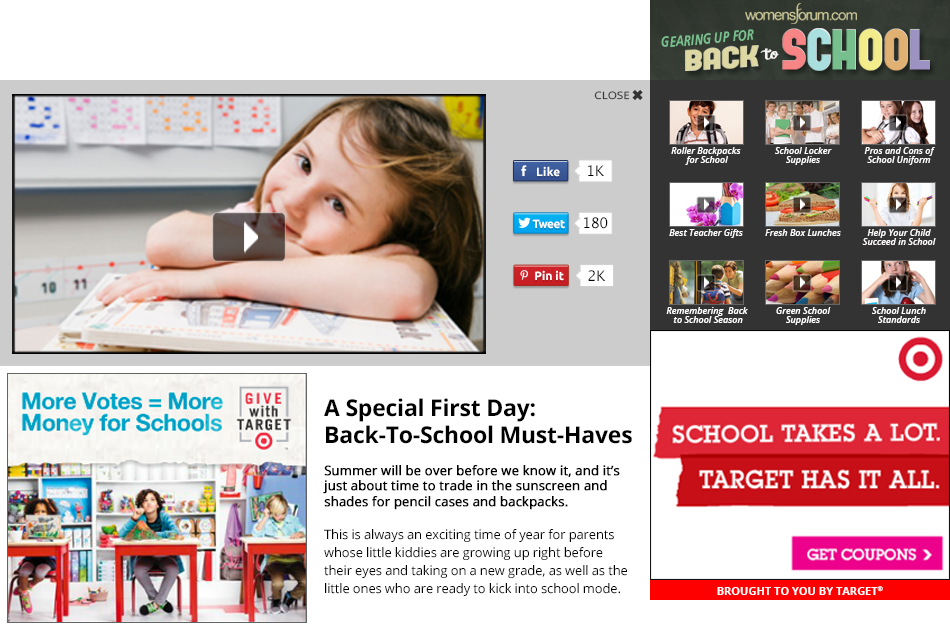 womensforum.com
GEARING UP FOR
BACK to SCHOOL
CLOSE ✖
10 11
Like 1K
Tweet 180
Pin it 2K
Roller Backpacks
for School
School Locker
Supplies
Pros and Cons of
School Uniform
Best Teacher Gifts
Fresh Box Lunches
Help Your Child
Succeed in School
Remembering Back
to School Season
Green School
Supplies
School Lunch
Standards
More Votes = More
Money for Schools
GIVE
with
TARGET
A Special First Day:
Back-To-School Must-Haves
Summer will be over before we know it, and it's
just about time to trade in the sunscreen and
shades for pencil cases and backpacks.
This is always an exciting time of year for parents
whose little kiddies are growing up right before
their eyes and taking on a new grade, as well as the
little ones who are ready to kick into school mode.
SCHOOL TAKES A LOT.
TARGET HAS IT ALL.
GET COUPONS >
BROUGHT TO YOU BY TARGET®